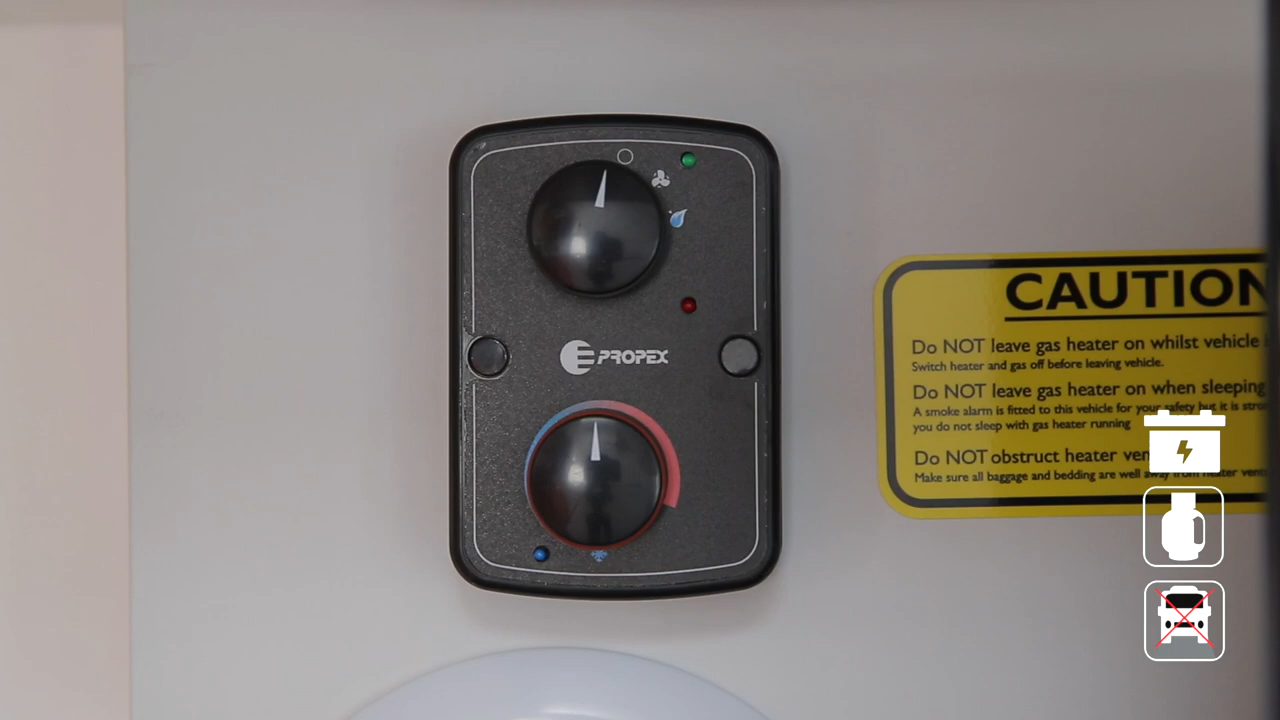 PROPEX
CAUTION
Do NOT leave gas heater on whilst vehicle
Switch heater and gas off before leaving vehicle.
Do NOT leave gas heater on when sleeping
A smoke alarm is fitted to this vehicle for your safety but it is
you do not sleep with gas heater running
Do NOT obstruct heater
Make sure all baggage and bedding are well away from heater